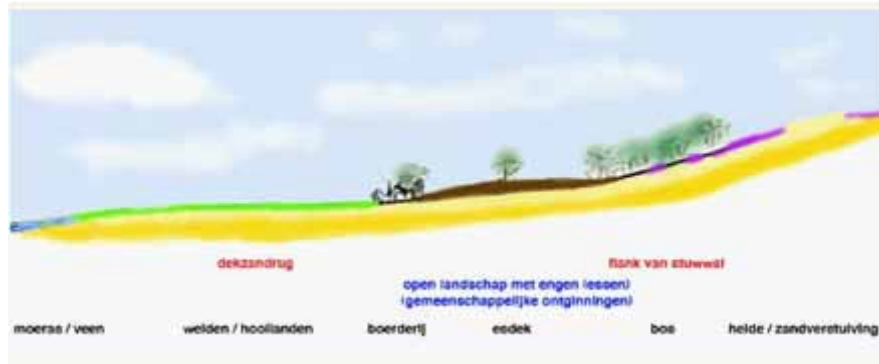 dekzandrug flank van stuwwal
open landschap met engen (essen)
(gemeenschappelijke ontginningen)
moeras / veen weiden / hooilanden boerderij esdek bos heide / zandverstuiving